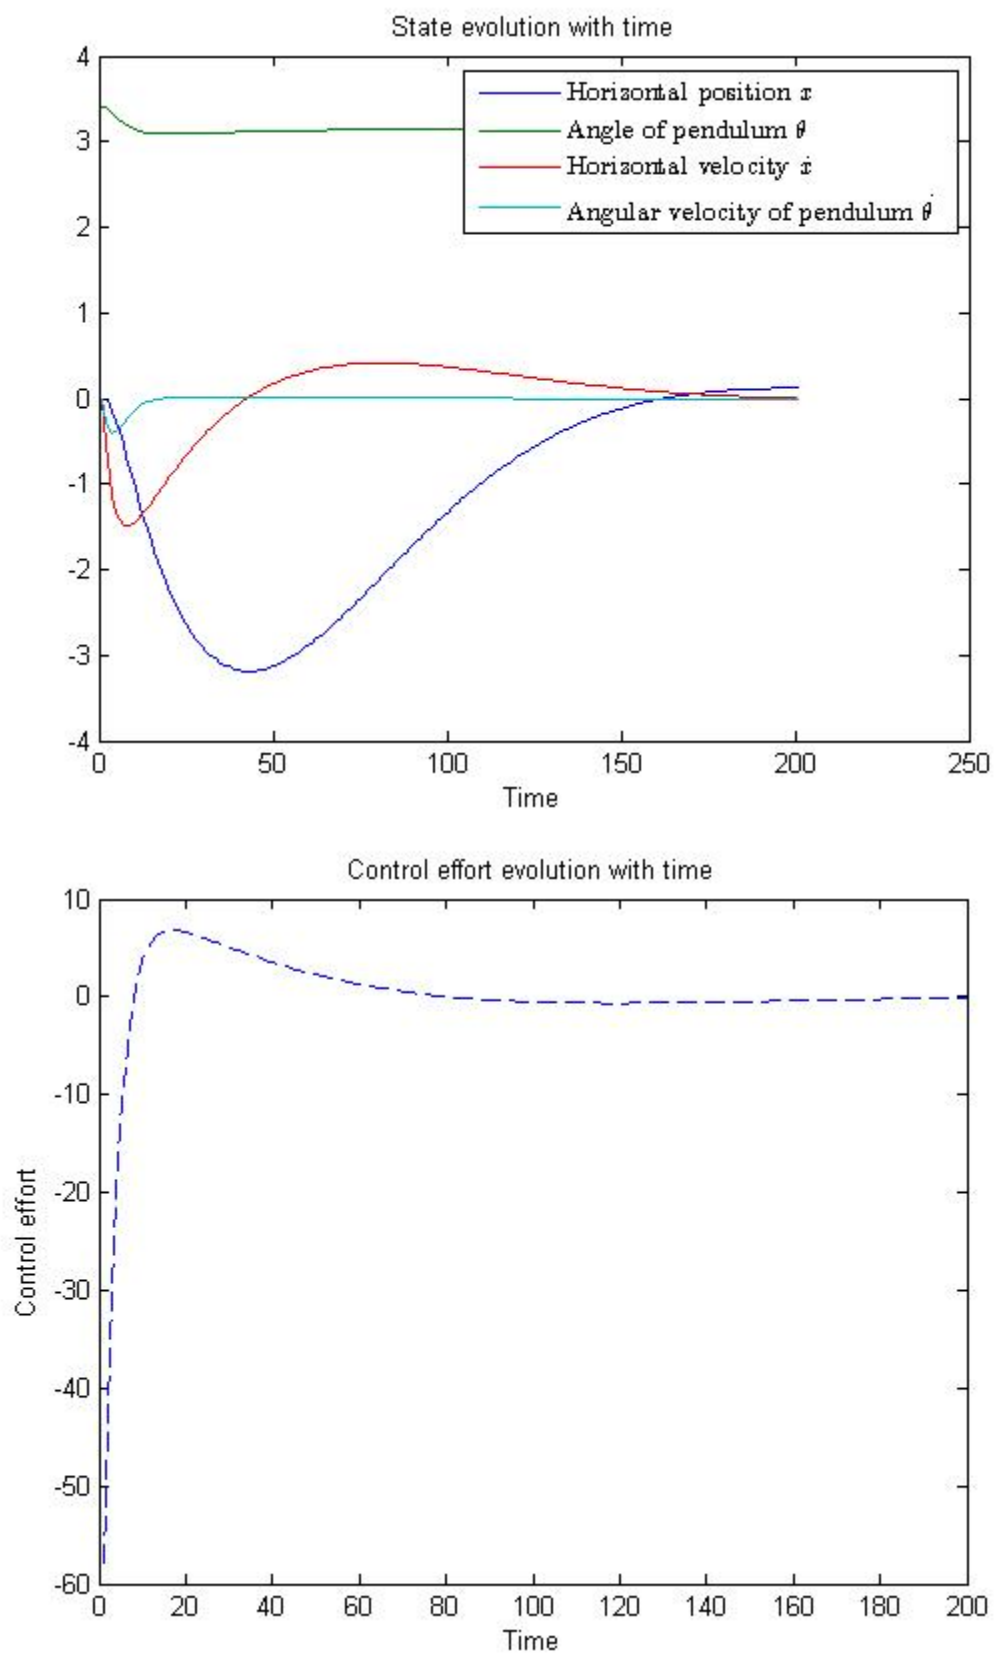 State evolution with time
4
3
2
1
0
-1
-2
-3
-4
Horizontal position x
Angle of pendulum θ
Horizontal velocity ẋ
Angular velocity of pendulum θ̇
0 50 100 150 200 250
Time
Control effort evolution with time
Control effort
10
0
-10
-20
-30
-40
-50
-60
0 20 40 60 80 100 120 140 160 180 200
Time